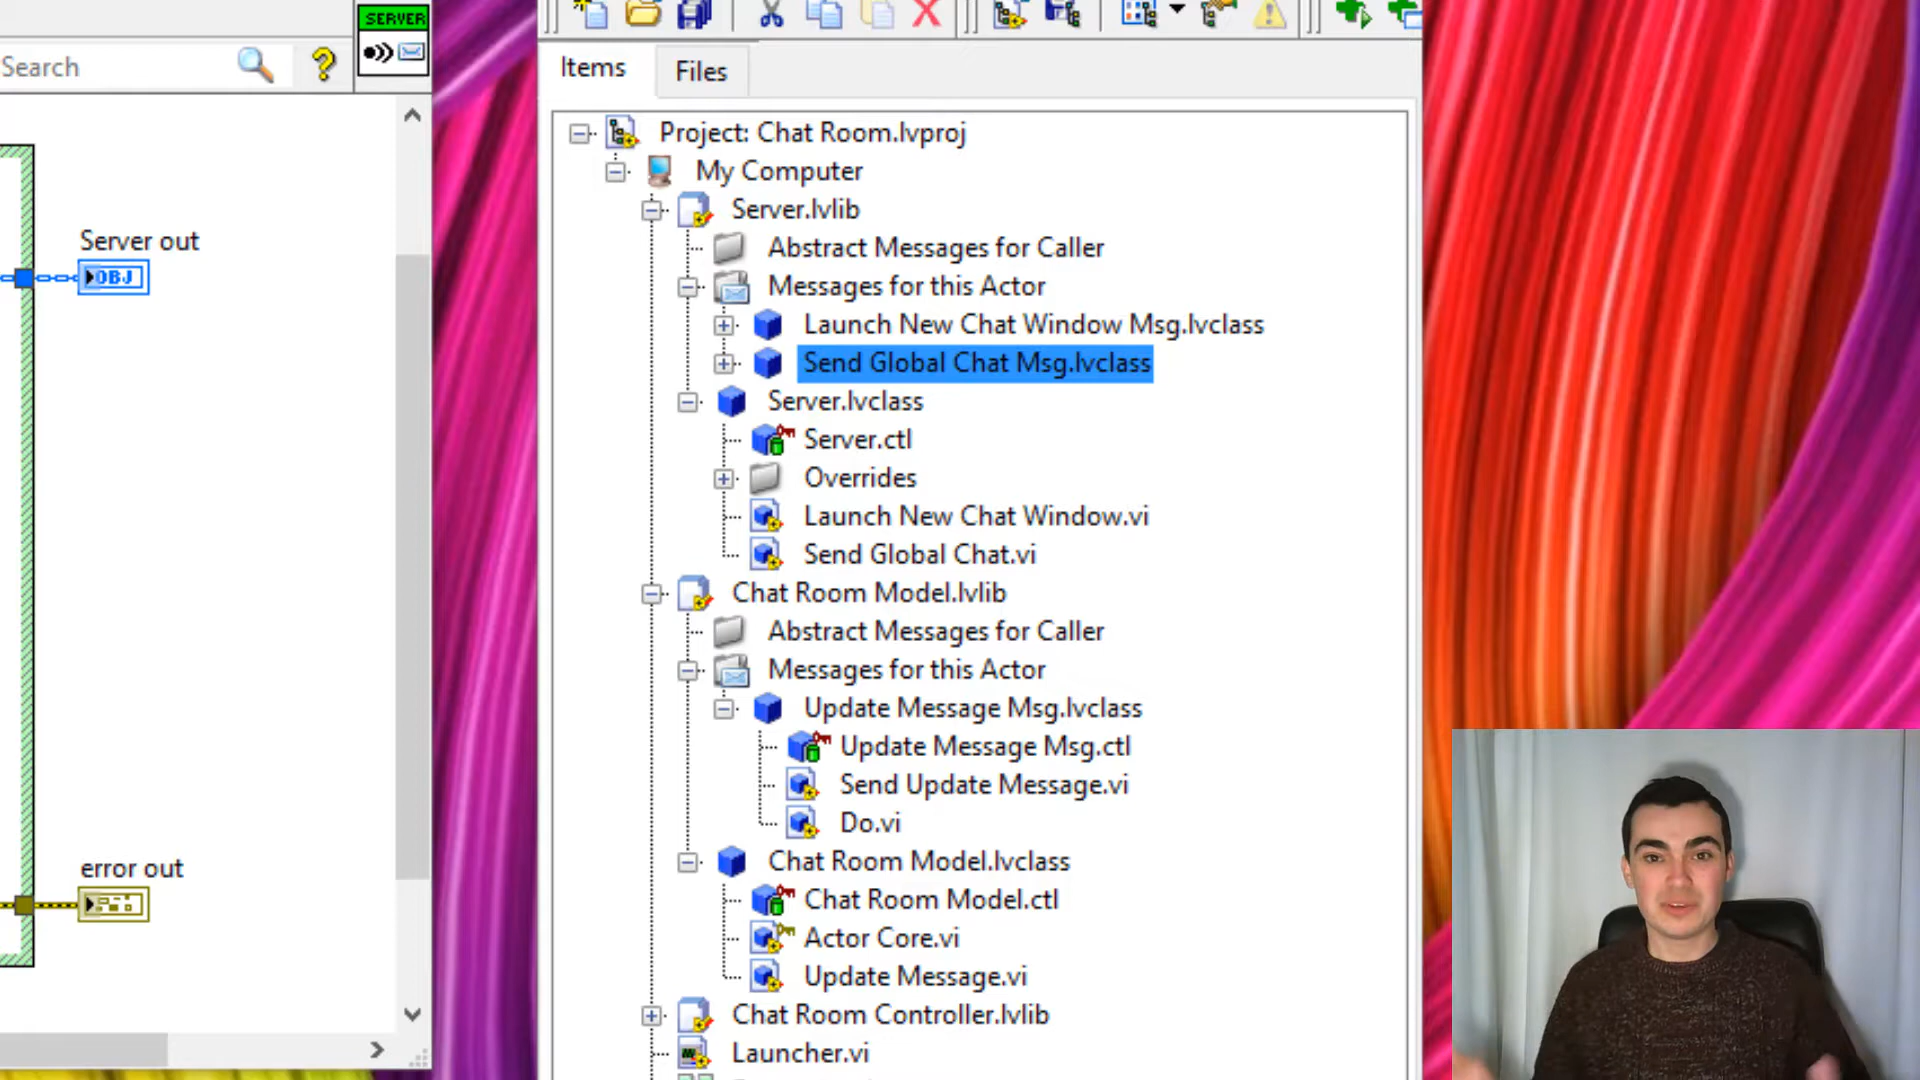 SERVER
Search
Server out
OBJ
error out
Items
Files
Project: Chat Room.lvproj
My Computer
Server.lvlib
Abstract Messages for Caller
Messages for this Actor
Launch New Chat Window Msg.lvclass
Send Global Chat Msg.lvclass
Server.lvclass
Server.ctl
Overrides
Launch New Chat Window.vi
Send Global Chat.vi
Chat Room Model.lvlib
Abstract Messages for Caller
Messages for this Actor
Update Message Msg.lvclass
Update Message Msg.ctl
Send Update Message.vi
Do.vi
Chat Room Model.lvclass
Chat Room Model.ctl
Actor Core.vi
Update Message.vi
Chat Room Controller.lvlib
Launcher.vi